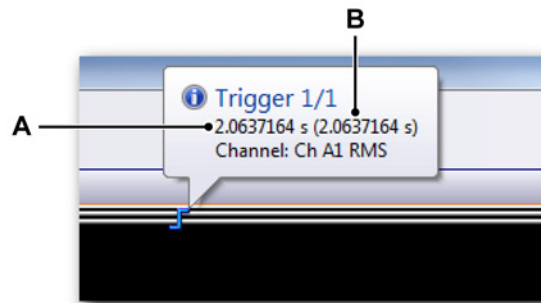 B
A
Trigger 1/1
2.0637164 s (2.0637164 s)
Channel: Ch A1 RMS